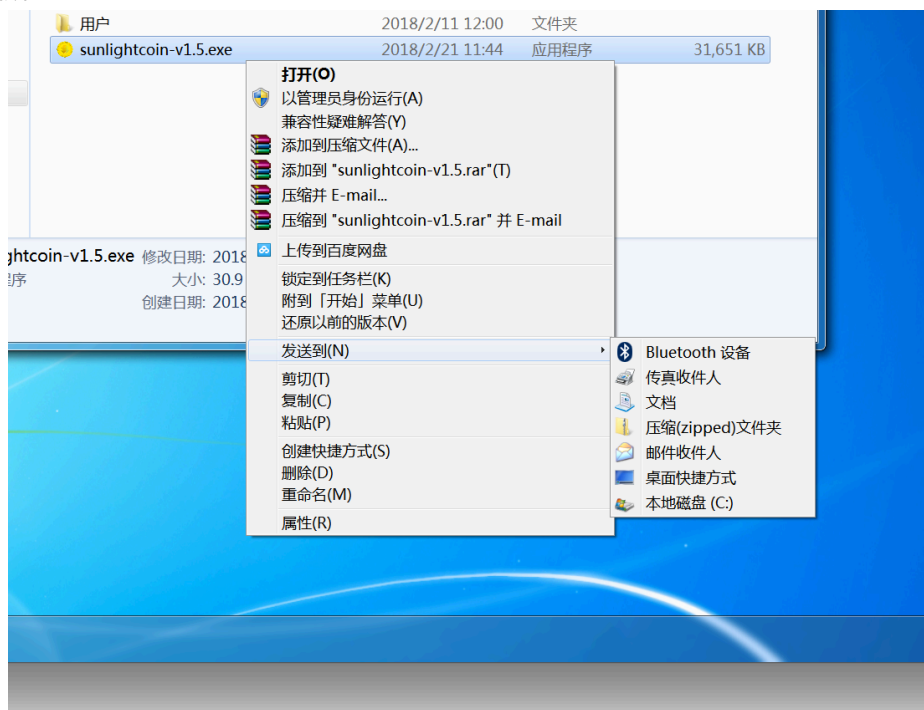 用户 2018/2/11 12:00 文件夹
sunlightcoin-v1.5.exe 2018/2/21 11:44 应用程序 31,651 KB
打开(O)
以管理员身份运行(A)
兼容性疑难解答(Y)
添加到压缩文件(A)...
添加到 "sunlightcoin-v1.5.rar"(T)
压缩并 E-mail...
压缩到 "sunlightcoin-v1.5.rar" 并 E-mail
上传到百度网盘
锁定到任务栏(K)
附到「开始」菜单(U)
还原以前的版本(V)
发送到(N)
剪切(T)
复制(C)
粘贴(P)
创建快捷方式(S)
删除(D)
重命名(M)
属性(R)
ghtcoin-v1.5.exe 修改日期: 2018
程序 大小: 30.9
创建日期: 2018
Bluetooth 设备
传真收件人
文档
压缩(zipped)文件夹
邮件收件人
桌面快捷方式
本地磁盘 (C:)